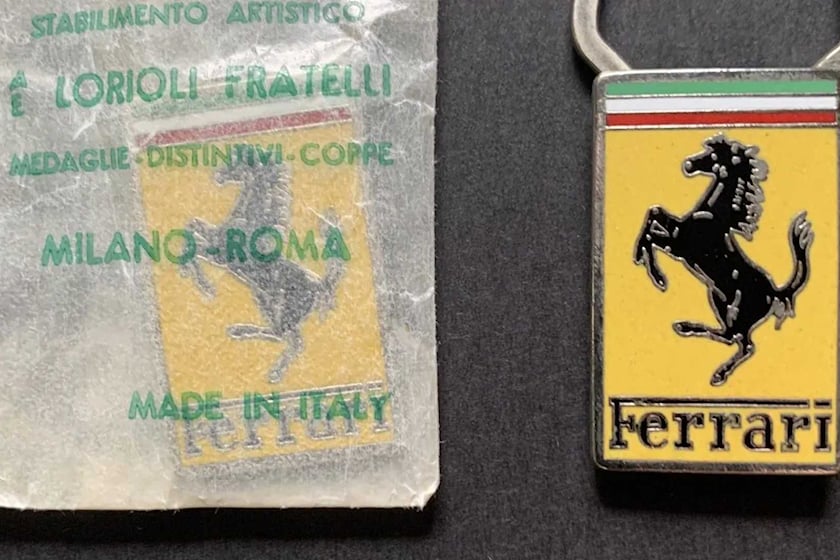 STABILIMENTO ARTISTICO
A E LORIOLI FRATELLI
MEDAGLIE-DISTINTIVI-COPPE
MILANO-ROMA
MADE IN ITALY
Ferrari
Ferrari